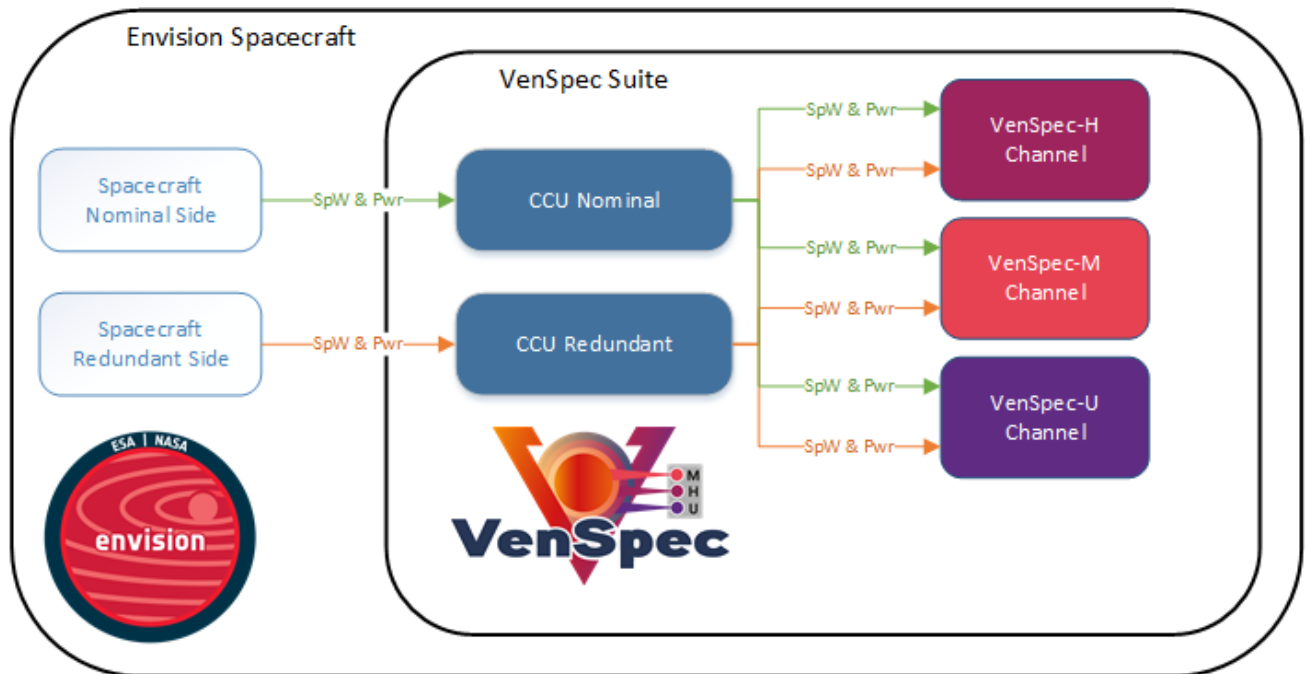 Envision Spacecraft
VenSpec Suite
Spacecraft
Nominal Side
SpW & Pwr
CCU Nominal
SpW & Pwr
SpW & Pwr
VenSpec-H
Channel
Spacecraft
Redundant Side
SpW & Pwr
CCU Redundant
SpW & Pwr
SpW & Pwr
VenSpec-M
Channel
SpW & Pwr
SpW & Pwr
VenSpec-U
Channel
ESA | NASA
envision
M
H
U
VenSpec